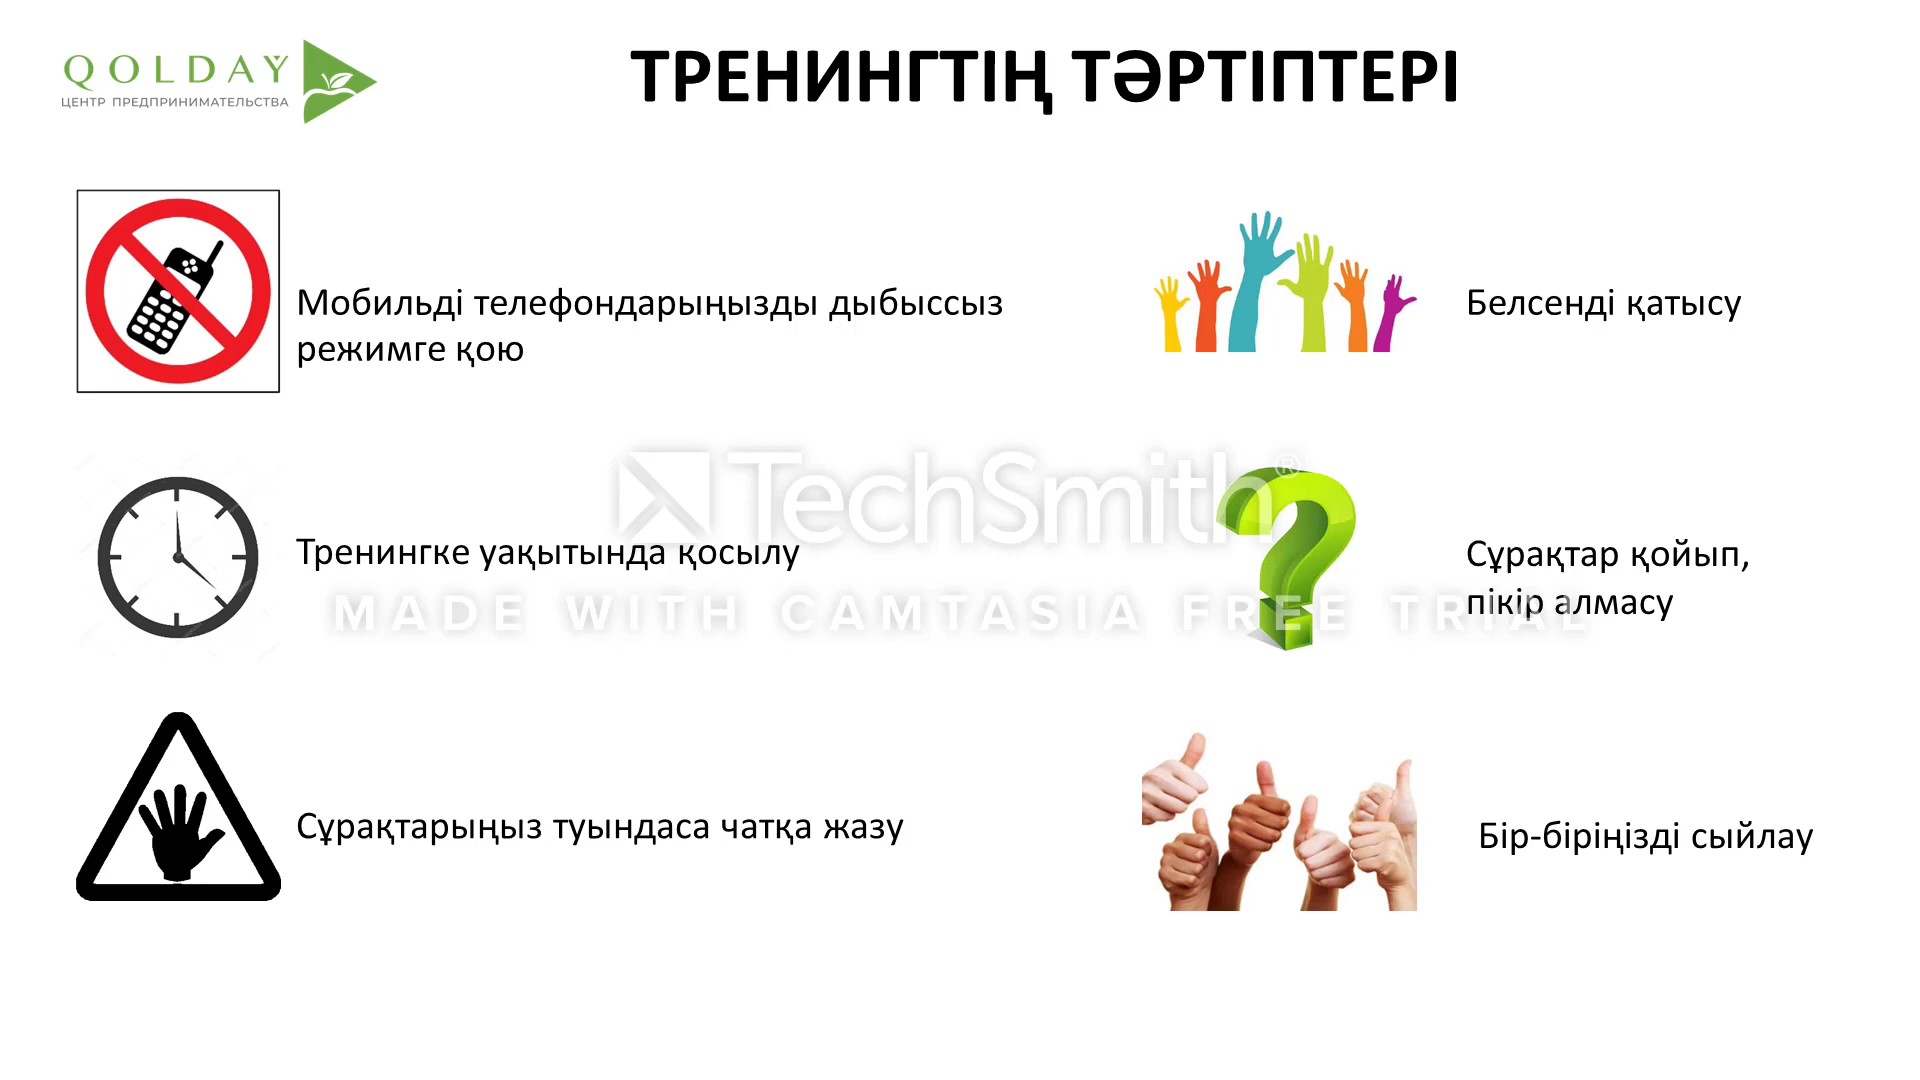 QOLDAY
ЦЕНТР ПРЕДПРИНИМАТЕЛЬСТВА
ТРЕНИНГТІҢ ТӘРТІПТЕРІ
Мобильді телефондарыңызды дыбыссыз
режимге қою
Белсенді қатысу
TechSmith®
Тренингке уақытында қосылу
Сұрақтар қойып,
пікір алмасу
MADE WITH CAMTASIA FREE TRIAL
Сұрақтарыңыз туындаса чатқа жазу
Бір-біріңізді сыйлау